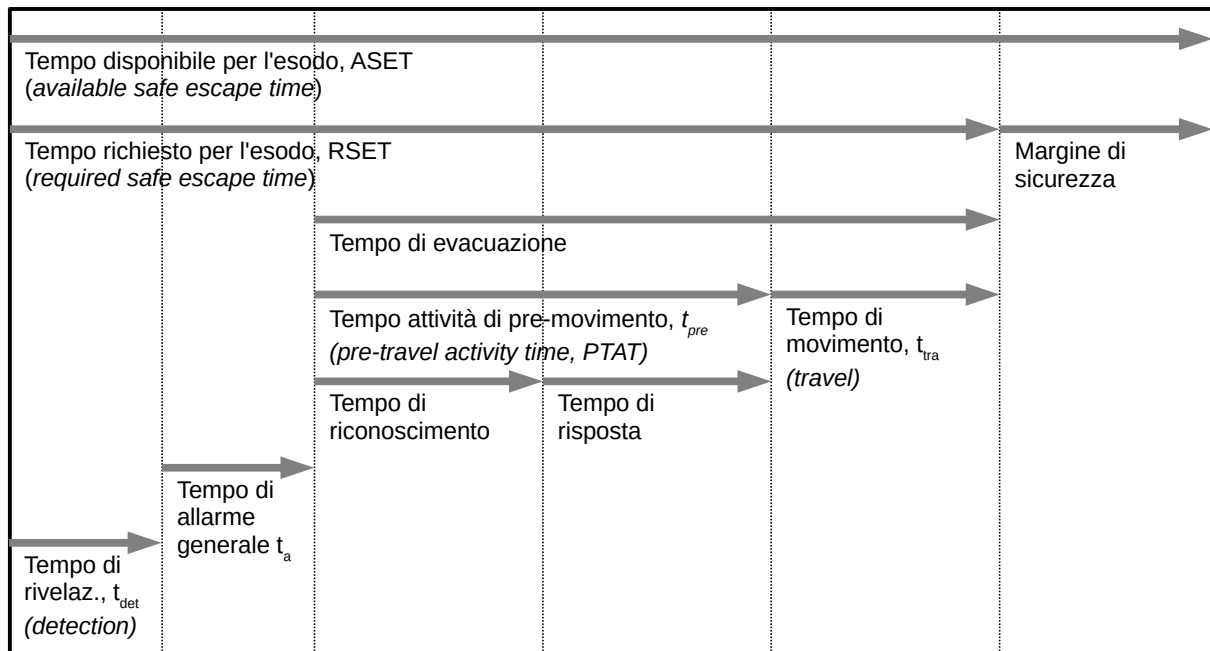 Tempo disponibile per l'esodo, ASET
(available safe escape time)
Tempo richiesto per l'esodo, RSET
(required safe escape time)
Margine di
sicurezza
Tempo di evacuazione
Tempo attività di pre-movimento, tpre
(pre-travel activity time, PTAT)
Tempo di
movimento, ttra
(travel)
Tempo di
riconoscimento
Tempo di
risposta
Tempo di
allarme
generale ta
Tempo di
rivelaz., tdet
(detection)